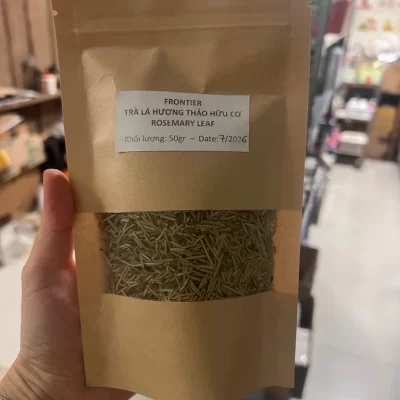 FRONTIER
TRÀ LÁ HƯƠNG THẢO HỮU CƠ
ROSEMARY LEAF
Khối lượng: 50gr – Date: 7/2026